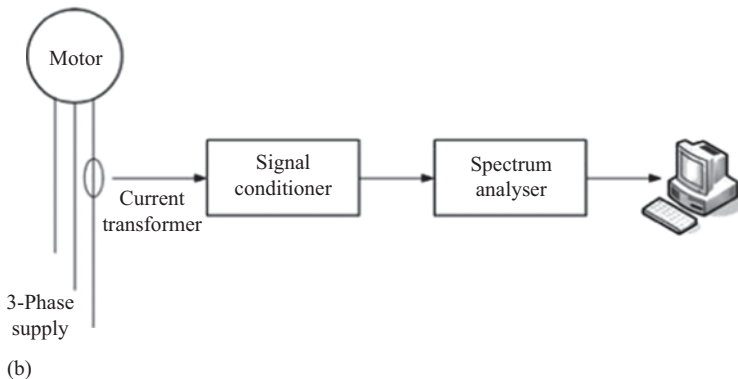 Motor
Signal
conditioner
Spectrum
analyser
Current
transformer
3-Phase
supply
(b)